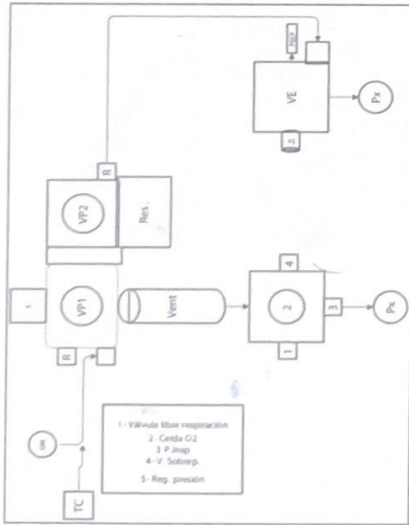 1
R
VP1
VP2
R
Res.
TC
Vent
PEEP
VE
1
2
4
3
Px
Px
1- Válvula libre respiración
2- Celda O2
3 P.Insp
4- V. Sobrep.
5- Reg. presión